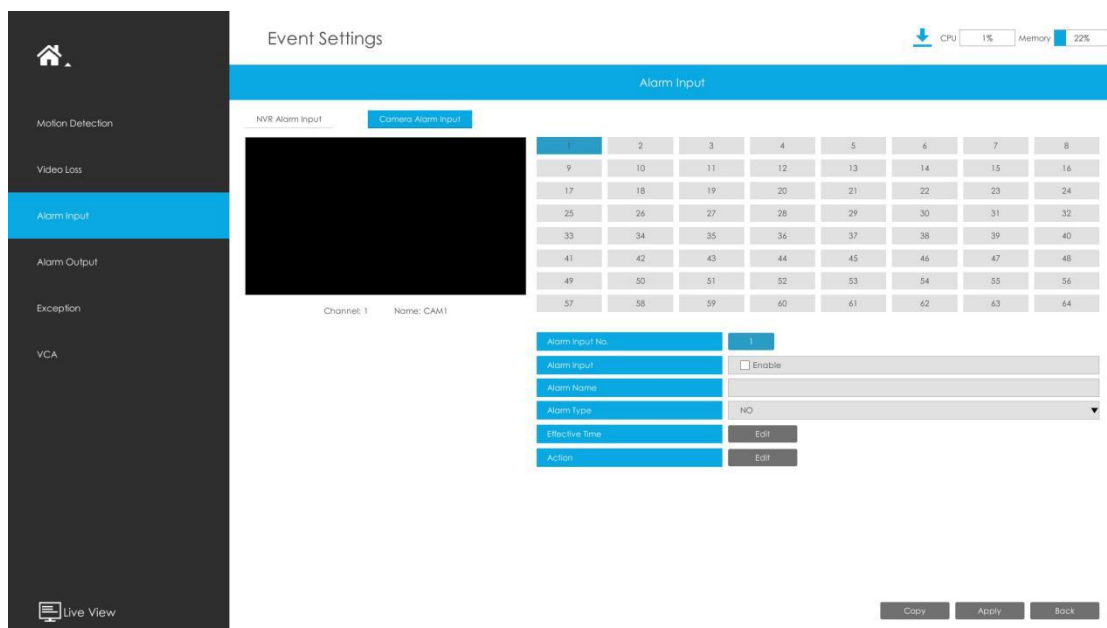 Event Settings
CPU 1% Memory 22%
Alarm Input
Motion Detection
Video Loss
Alarm Input
Alarm Output
Exception
VCA
Live View
NVR Alarm Input Camera Alarm Input
Channel: 1 Name: CAM1
1 2 3 4 5 6 7 8
9 10 11 12 13 14 15 16
17 18 19 20 21 22 23 24
25 26 27 28 29 30 31 32
33 34 35 36 37 38 39 40
41 42 43 44 45 46 47 48
49 50 51 52 53 54 55 56
57 58 59 60 61 62 63 64
Alarm Input No. 1
Alarm Input Enable
Alarm Name
Alarm Type NO
Effective Time Edit
Action Edit
Copy Apply Back